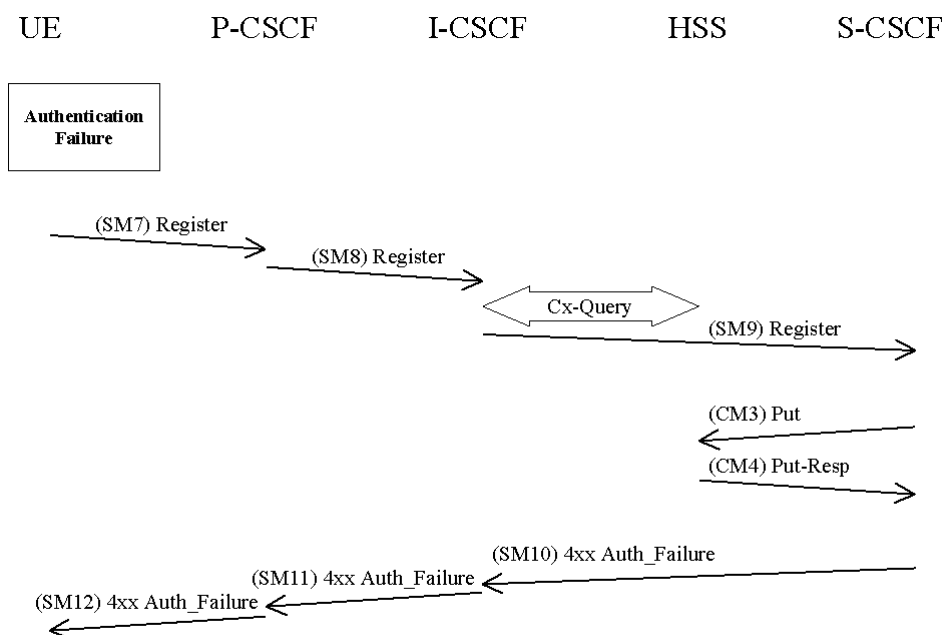 UE P-CSCF I-CSCF HSS S-CSCF
Authentication
Failure
(SM7) Register
(SM8) Register
Cx-Query
(SM9) Register
(CM3) Put
(CM4) Put-Resp
(SM10) 4xx Auth_Failure
(SM11) 4xx Auth_Failure
(SM12) 4xx Auth_Failure